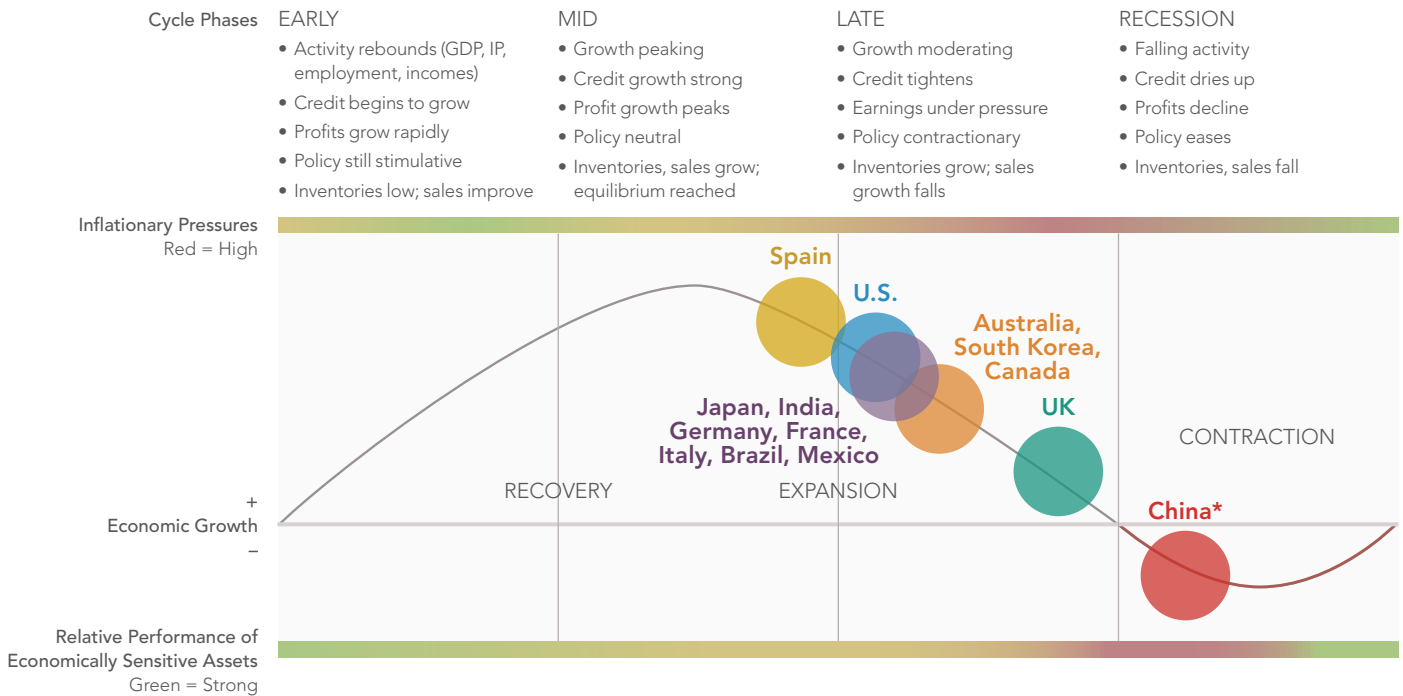 Cycle Phases
EARLY
• Activity rebounds (GDP, IP,
employment, incomes)
• Credit begins to grow
• Profits grow rapidly
• Policy still stimulative
• Inventories low; sales improve
MID
• Growth peaking
• Credit growth strong
• Profit growth peaks
• Policy neutral
• Inventories, sales grow;
equilibrium reached
LATE
• Growth moderating
• Credit tightens
• Earnings under pressure
• Policy contractionary
• Inventories grow; sales
growth falls
RECESSION
• Falling activity
• Credit dries up
• Profits decline
• Policy eases
• Inventories, sales fall
Inflationary Pressures
Red = High
Spain
U.S.
Australia,
South Korea,
Canada
Japan, India,
Germany, France,
Italy, Brazil, Mexico
UK
CONTRACTION
RECOVERY
EXPANSION
+
Economic Growth
–
China*
Relative Performance of
Economically Sensitive Assets
Green = Strong